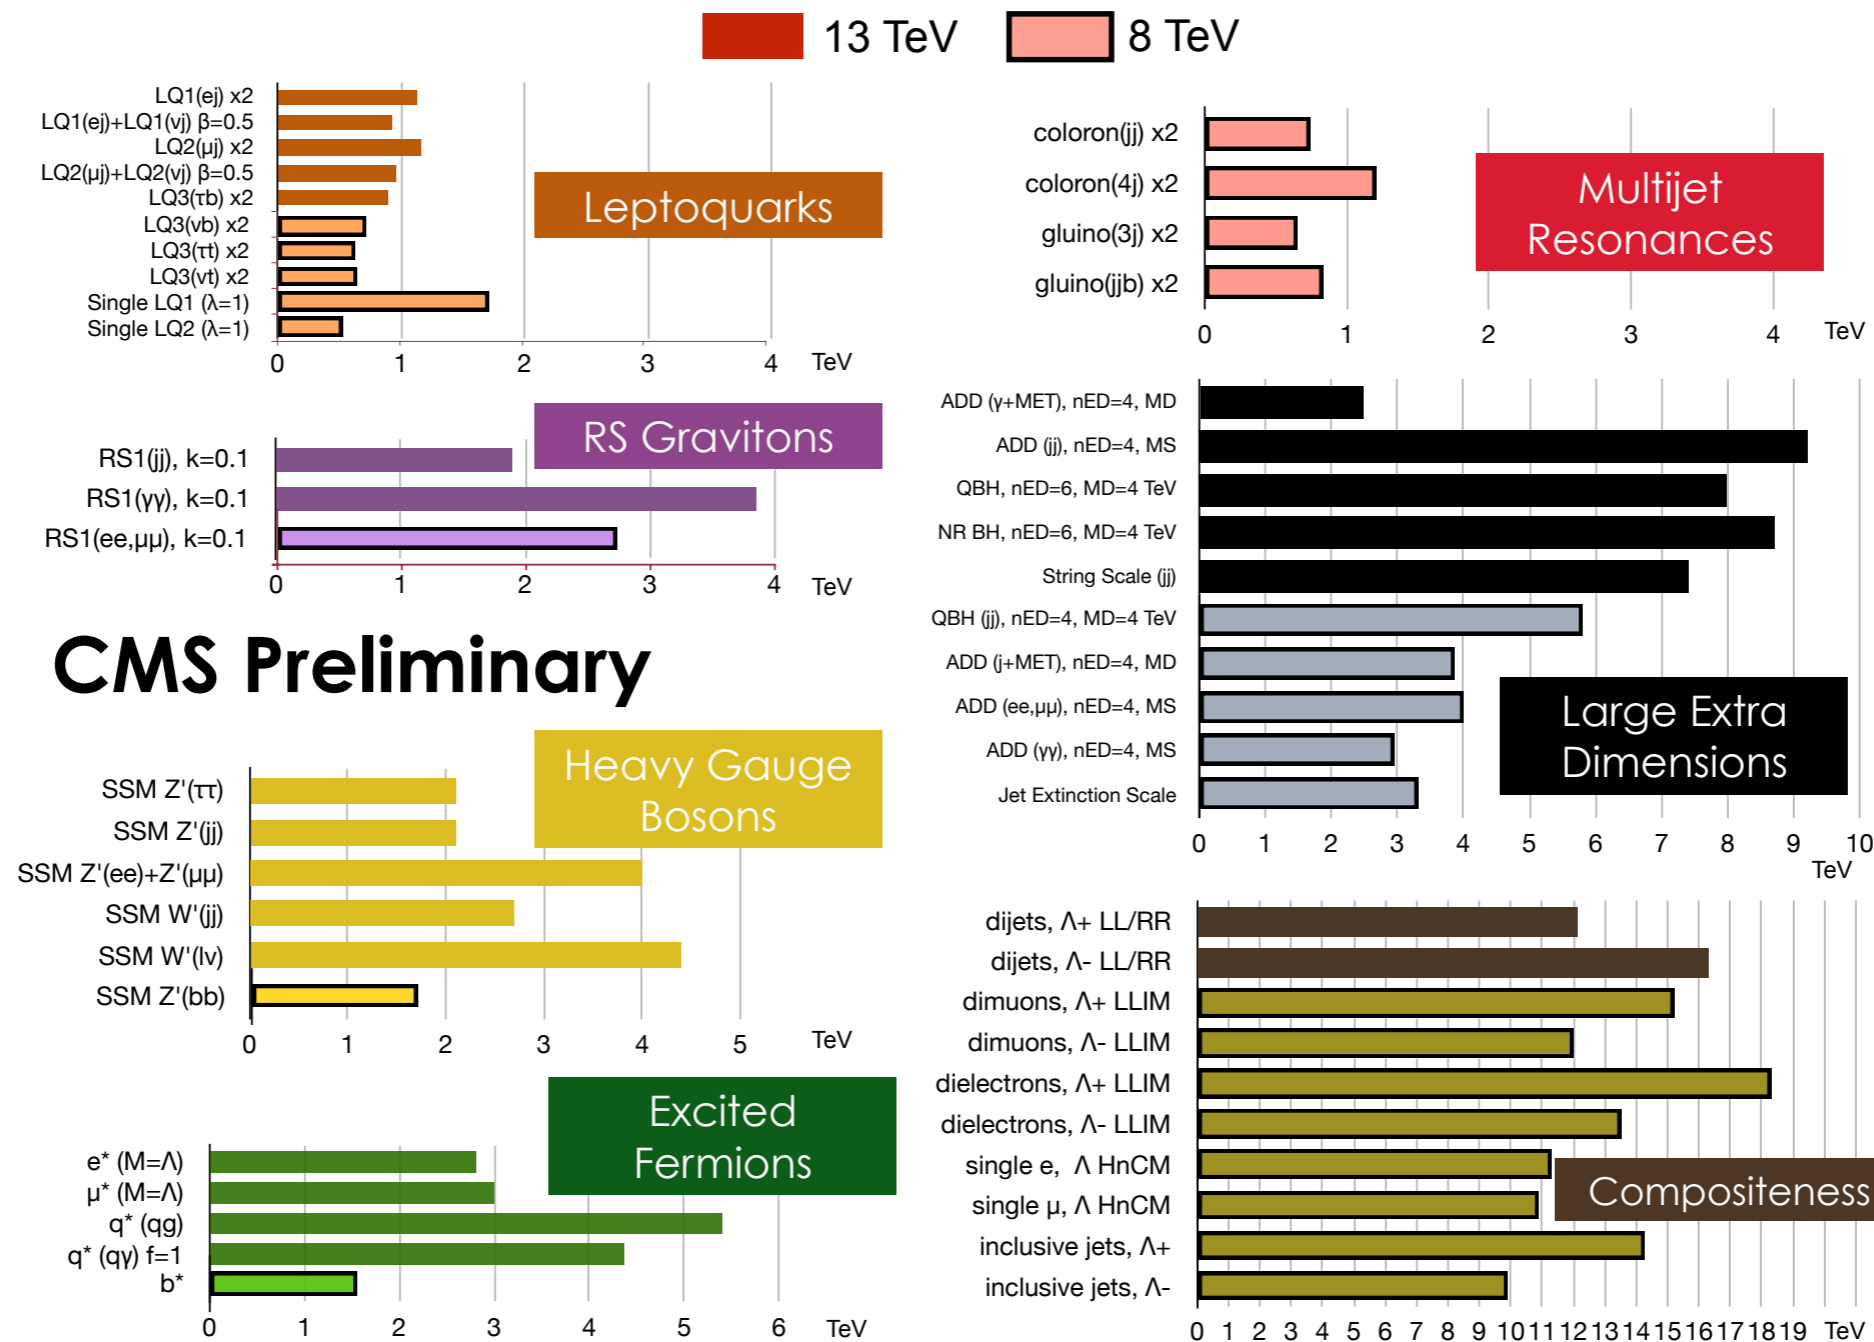 13 TeV 8 TeV
LQ1(ej) x2
LQ1(ej)+LQ1(νj) β=0.5
LQ2(μj) x2
LQ2(μj)+LQ2(νj) β=0.5
LQ3(τb) x2
LQ3(νb) x2
LQ3(τt) x2
LQ3(νt) x2
Single LQ1 (λ=1)
Single LQ2 (λ=1)
0 1 2 3 4 TeV
Leptoquarks
RS Gravitons
RS1(jj), k=0.1
RS1(γγ), k=0.1
RS1(ee,μμ), k=0.1
0 1 2 3 4 TeV
CMS Preliminary
Heavy Gauge
Bosons
SSM Z'(ττ)
SSM Z'(jj)
SSM Z'(ee)+Z'(μμ)
SSM W'(jj)
SSM W'(lν)
SSM Z'(bb)
0 1 2 3 4 5 TeV
Excited
Fermions
e* (M=Λ)
μ* (M=Λ)
q* (qg)
q* (qγ) f=1
b*
0 1 2 3 4 5 6 TeV
coloron(jj) x2
coloron(4j) x2
gluino(3j) x2
gluino(jjb) x2
0 1 2 3 4 TeV
Multijet
Resonances
ADD (γ+MET), nED=4, MD
ADD (jj), nED=4, MS
QBH, nED=6, MD=4 TeV
NR BH, nED=6, MD=4 TeV
String Scale (jj)
QBH (jj), nED=4, MD=4 TeV
ADD (j+MET), nED=4, MD
ADD (ee,μμ), nED=4, MS
ADD (γγ), nED=4, MS
Jet Extinction Scale
0 1 2 3 4 5 6 7 8 9 10
TeV
Large Extra
Dimensions
dijets, Λ+ LL/RR
dijets, Λ- LL/RR
dimuons, Λ+ LLIM
dimuons, Λ- LLIM
dielectrons, Λ+ LLIM
dielectrons, Λ- LLIM
single e, Λ HnCM
single μ, Λ HnCM
inclusive jets, Λ+
inclusive jets, Λ-
0 1 2 3 4 5 6 7 8 9 10 11 12 13 14 15 16 17 18 19 TeV
Compositeness